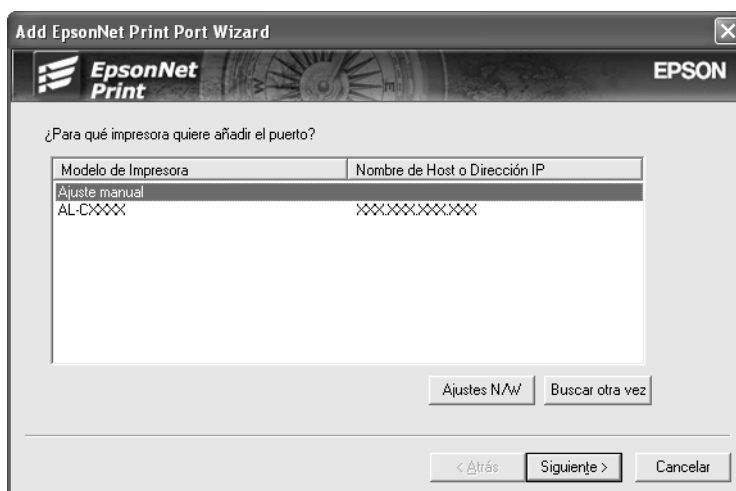 Add EpsonNet Print Port Wizard
EpsonNet
Print
EPSON
¿Para qué impresora quiere añadir el puerto?
Modelo de Impresora Nombre de Host o Dirección IP
Ajuste manual
AL-CXXXX XXX.XXX.XXX.XXX
Ajustes N/W Buscar otra vez
< Atrás Siguiente > Cancelar